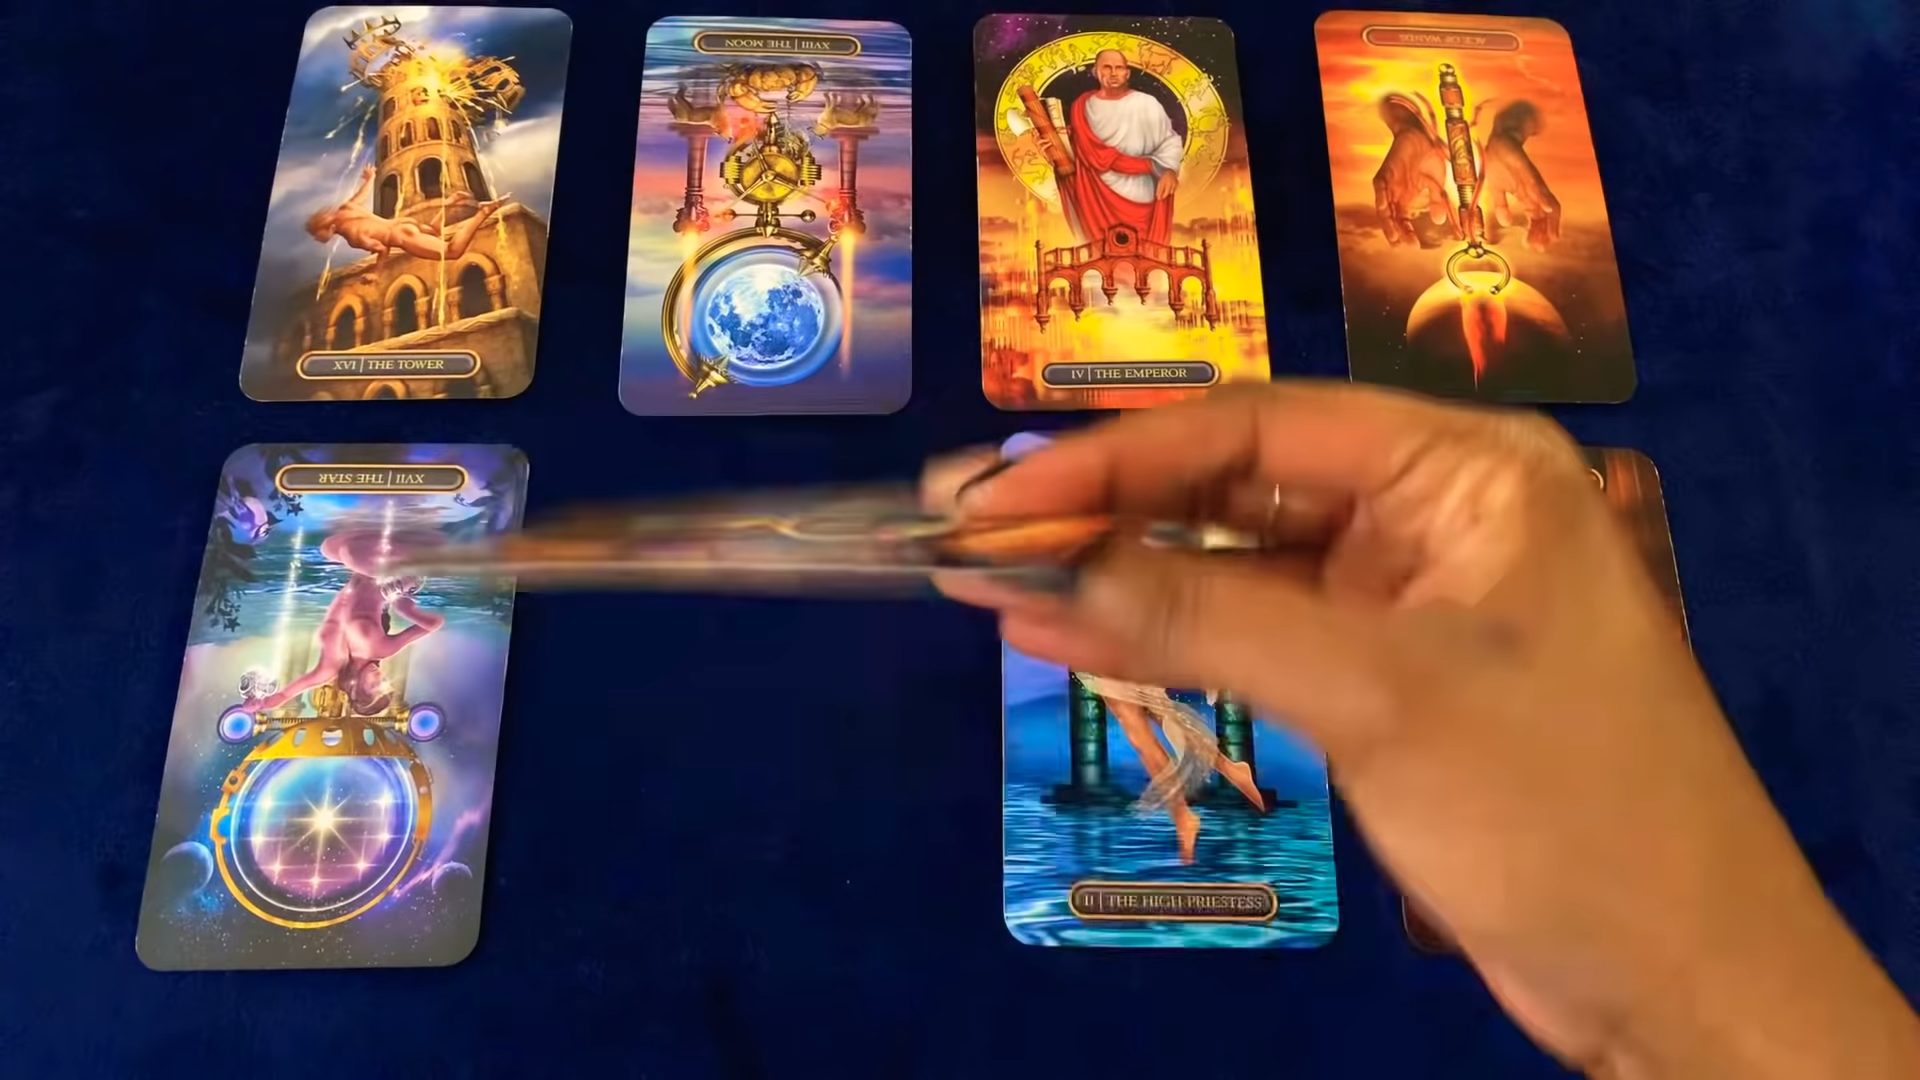 XVI | THE TOWER
XVIII | THE MOON
IV | THE EMPEROR
ACE OF WANDS
XVII | THE STAR
II | THE HIGH PRIESTESS